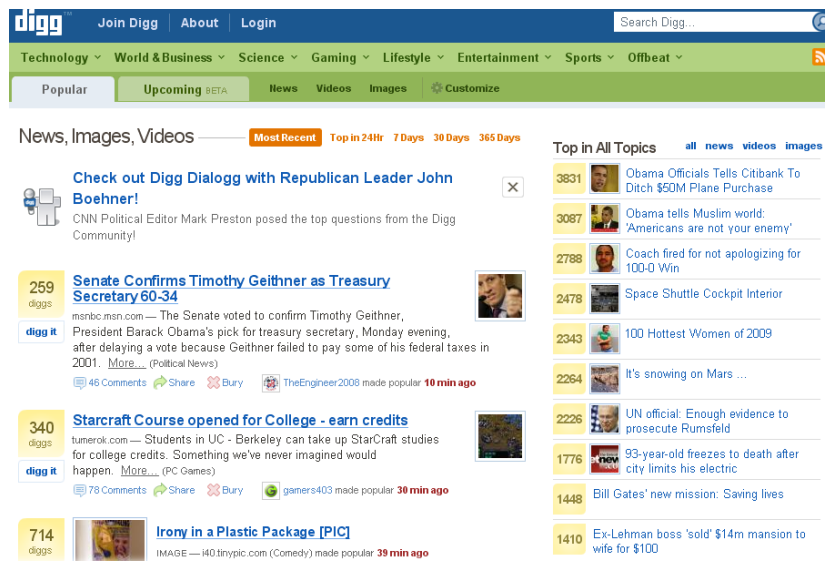 digg™
Join Digg About Login
Search Digg...
Technology World & Business Science Gaming Lifestyle Entertainment Sports Offbeat
Popular Upcoming BETA News Videos Images Customize
News, Images, Videos Most Recent Top in 24Hr 7 Days 30 Days 365 Days
Check out Digg Dialogg with Republican Leader John
Boehner!
CNN Political Editor Mark Preston posed the top questions from the Digg
Community!
259
diggs
digg it
Senate Confirms Timothy Geithner as Treasury
Secretary 60-34
msnbc.msn.com — The Senate voted to confirm Timothy Geithner,
President Barack Obama's pick for treasury secretary, Monday evening,
after delaying a vote because Geithner failed to pay some of his federal taxes in
2001. More... (Political News)
46 Comments Share Bury TheEngineer2008 made popular 10 min ago
340
diggs
digg it
Starcraft Course opened for College - earn credits
tumerok.com — Students in UC - Berkeley can take up StarCraft studies
for college credits. Something we've never imagined would
happen. More... (PC Games)
78 Comments Share Bury gamers403 made popular 30 min ago
714
diggs
Irony in a Plastic Package [PIC]
IMAGE — i40.tinypic.com (Comedy) made popular 39 min ago
Top in All Topics all news videos images
3831 Obama Officials Tells Citibank To
Ditch $50M Plane Purchase
3087 Obama tells Muslim world:
'Americans are not your enemy'
2788 Coach fired for not apologizing for
100-0 Win
2478 Space Shuttle Cockpit Interior
2343 100 Hottest Women of 2009
2264 It's snowing on Mars ...
2226 UN official: Enough evidence to
prosecute Rumsfeld
1776 93-year-old freezes to death after
city limits his electric
1448 Bill Gates' new mission: Saving lives
1410 Ex-Lehman boss 'sold' $14m mansion to
wife for $100